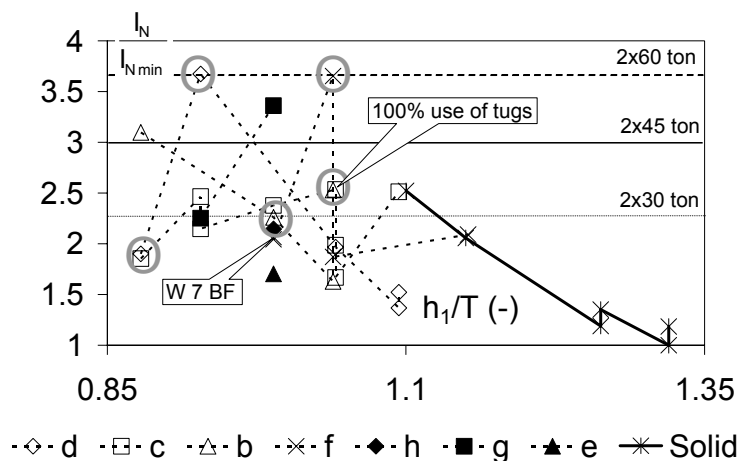 I_N
I_N min
4
3.5
3
2.5
2
1.5
1
2x60 ton
100% use of tugs
2x45 ton
2x30 ton
W 7 BF
h₁/T (-)
0.85
1.1
1.35
d c b f h g e Solid